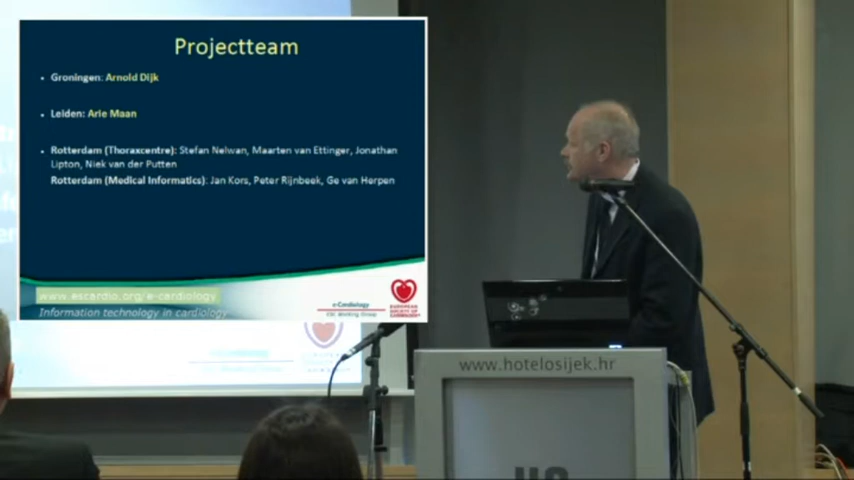 Projectteam
• Groningen: Arnold Dijk
• Leiden: Arie Maan
• Rotterdam (Thoraxcentre): Stefan Nelwan, Maarten van Ettinger, Jonathan
Lipton, Niek van der Putten
Rotterdam (Medical Informatics): Jan Kors, Peter Rijnbeek, Ge van Herpen
www.escardio.org/e-cardiology
Information technology in cardiology
e-Cardiology
ESC Working Group
EUROPEAN
SOCIETY OF
CARDIOLOGY
www.hotelosijek.hr